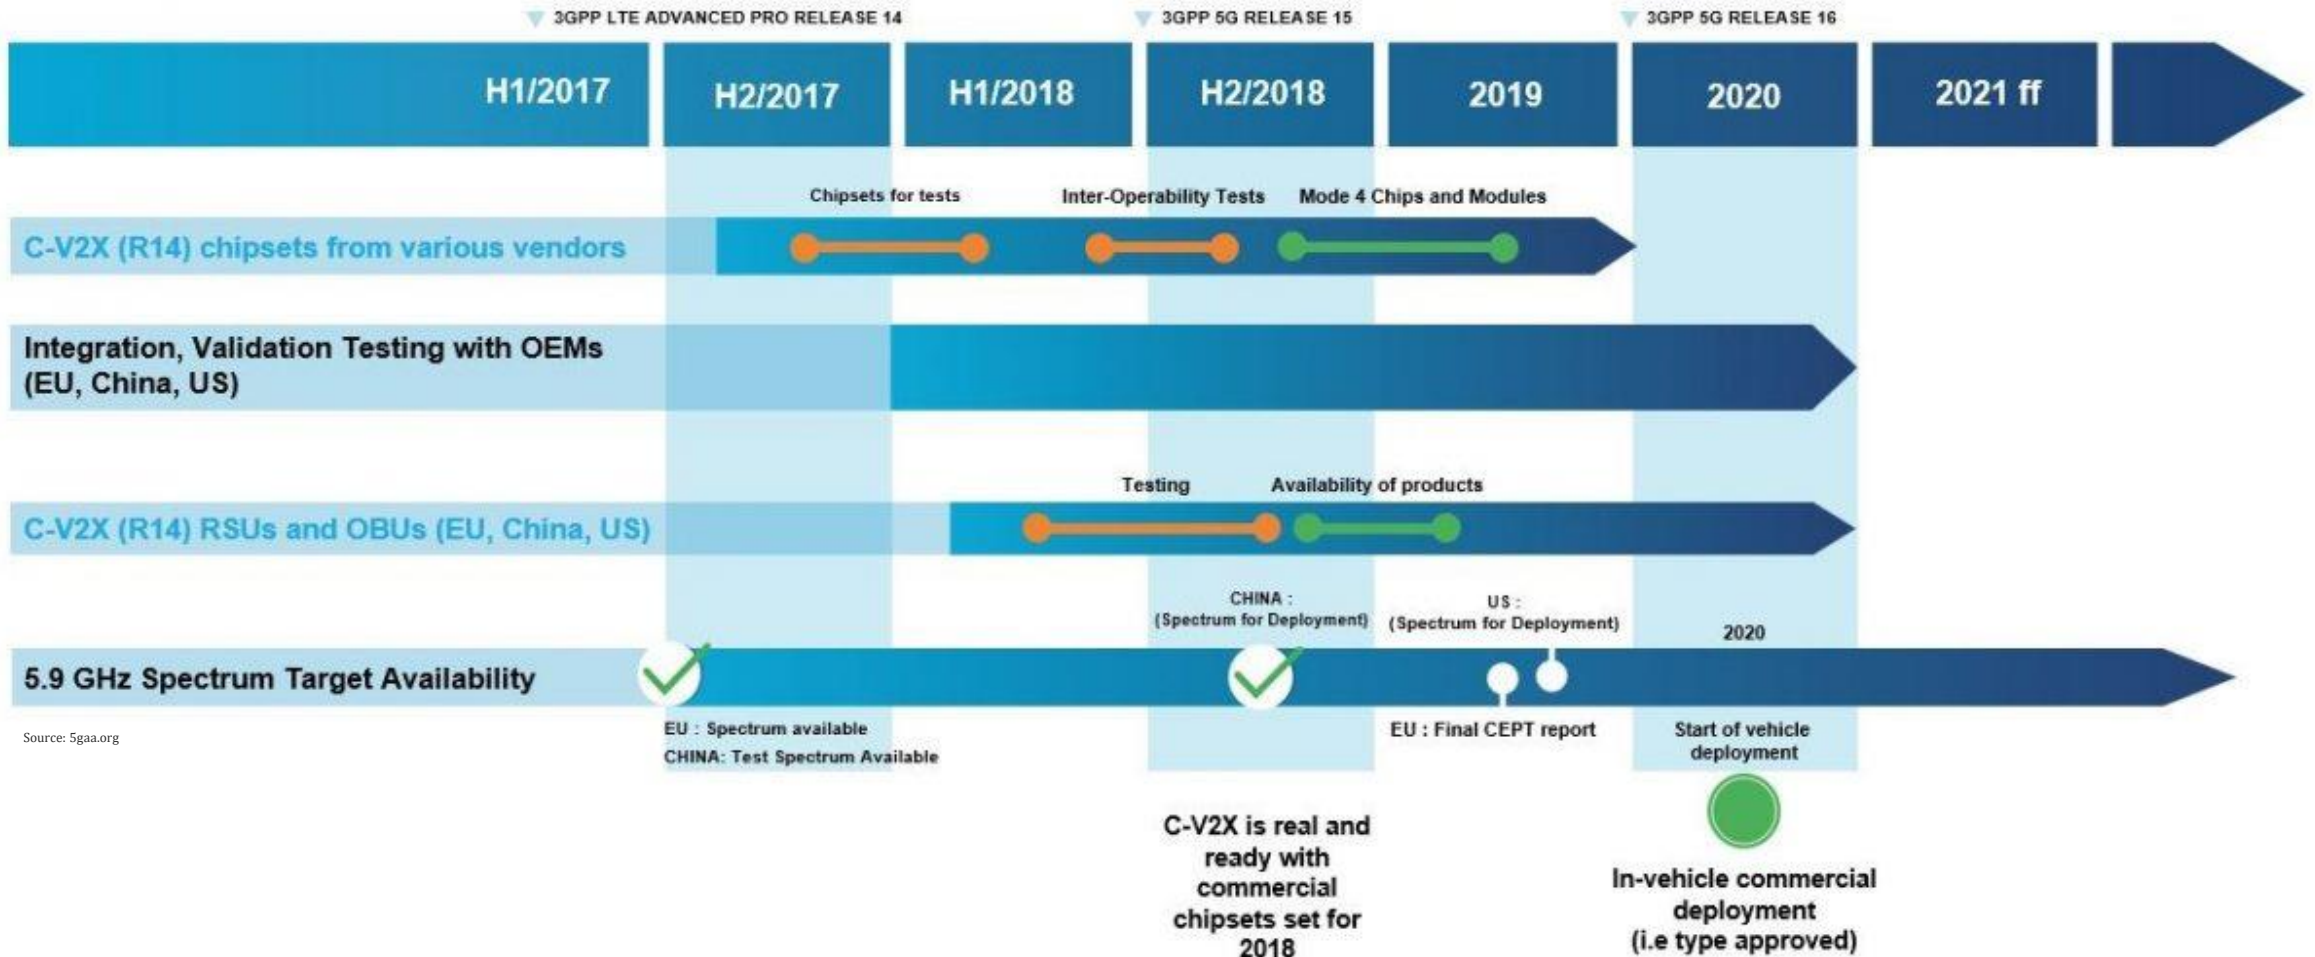 3GPP LTE ADVANCED PRO RELEASE 14
3GPP 5G RELEASE 15
3GPP 5G RELEASE 16
H1/2017
H2/2017
H1/2018
H2/2018
2019
2020
2021 ff
Chipsets for tests
Inter-Operability Tests
Mode 4 Chips and Modules
C-V2X (R14) chipsets from various vendors
Integration, Validation Testing with OEMs
(EU, China, US)
Testing
Availability of products
C-V2X (R14) RSUs and OBUs (EU, China, US)
CHINA :
(Spectrum for Deployment)
US :
(Spectrum for Deployment)
2020
5.9 GHz Spectrum Target Availability
EU : Spectrum available
CHINA: Test Spectrum Available
EU : Final CEPT report
Start of vehicle
deployment
Source: 5gaa.org
C-V2X is real and
ready with
commercial
chipsets set for
2018
In-vehicle commercial
deployment
(i.e type approved)